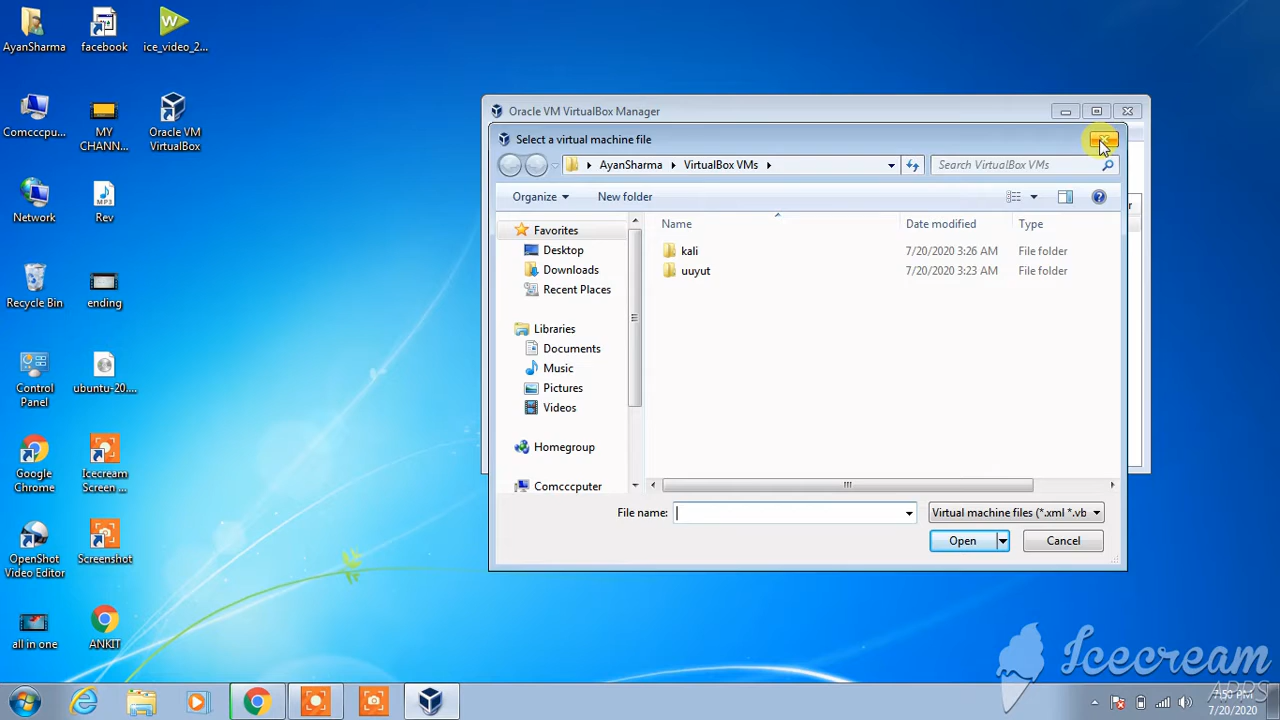 AyanSharma
facebook
ice_video_2...
Comcccpu...
MY
CHANN...
Oracle VM
VirtualBox
Network
Rev
Recycle Bin
ending
Control
Panel
ubuntu-20....
Google
Chrome
Icecream
Screen ...
OpenShot
Video Editor
Screenshot
all in one
ANKIT
Oracle VM VirtualBox Manager
Select a virtual machine file
AyanSharma
VirtualBox VMs
Search VirtualBox VMs
Organize
New folder
Name
Date modified
Type
kali
7/20/2020 3:26 AM
File folder
uuyut
7/20/2020 3:23 AM
File folder
Favorites
Desktop
Downloads
Recent Places
Libraries
Documents
Music
Pictures
Videos
Homegroup
Comcccputer
File name:
Virtual machine files (*.xml *.vb
Open
Cancel
Icecream
APPS
7:50 PM
7/20/2020